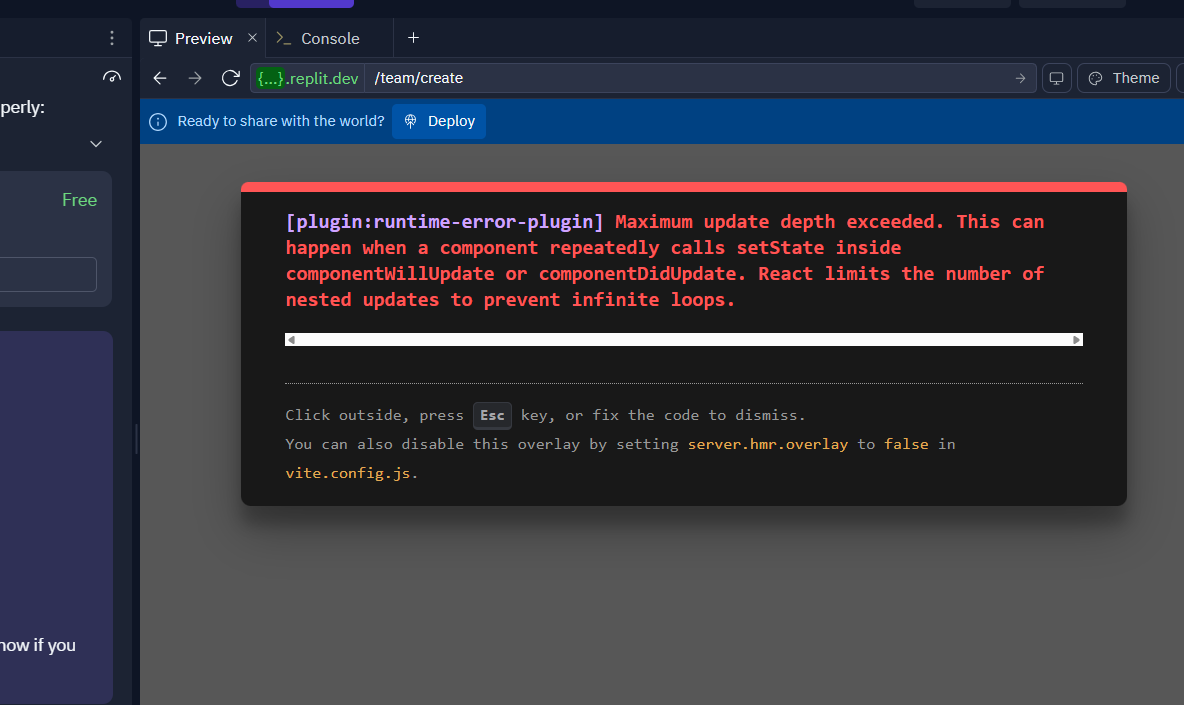 Preview
Console
{...}.replit.dev /team/create
Theme
perly:
Ready to share with the world? Deploy
Free
[plugin:runtime-error-plugin] Maximum update depth exceeded. This can
happen when a component repeatedly calls setState inside
componentWillUpdate or componentDidUpdate. React limits the number of
nested updates to prevent infinite loops.
Click outside, press Esc key, or fix the code to dismiss.
You can also disable this overlay by setting server.hmr.overlay to false in
vite.config.js.
now if you